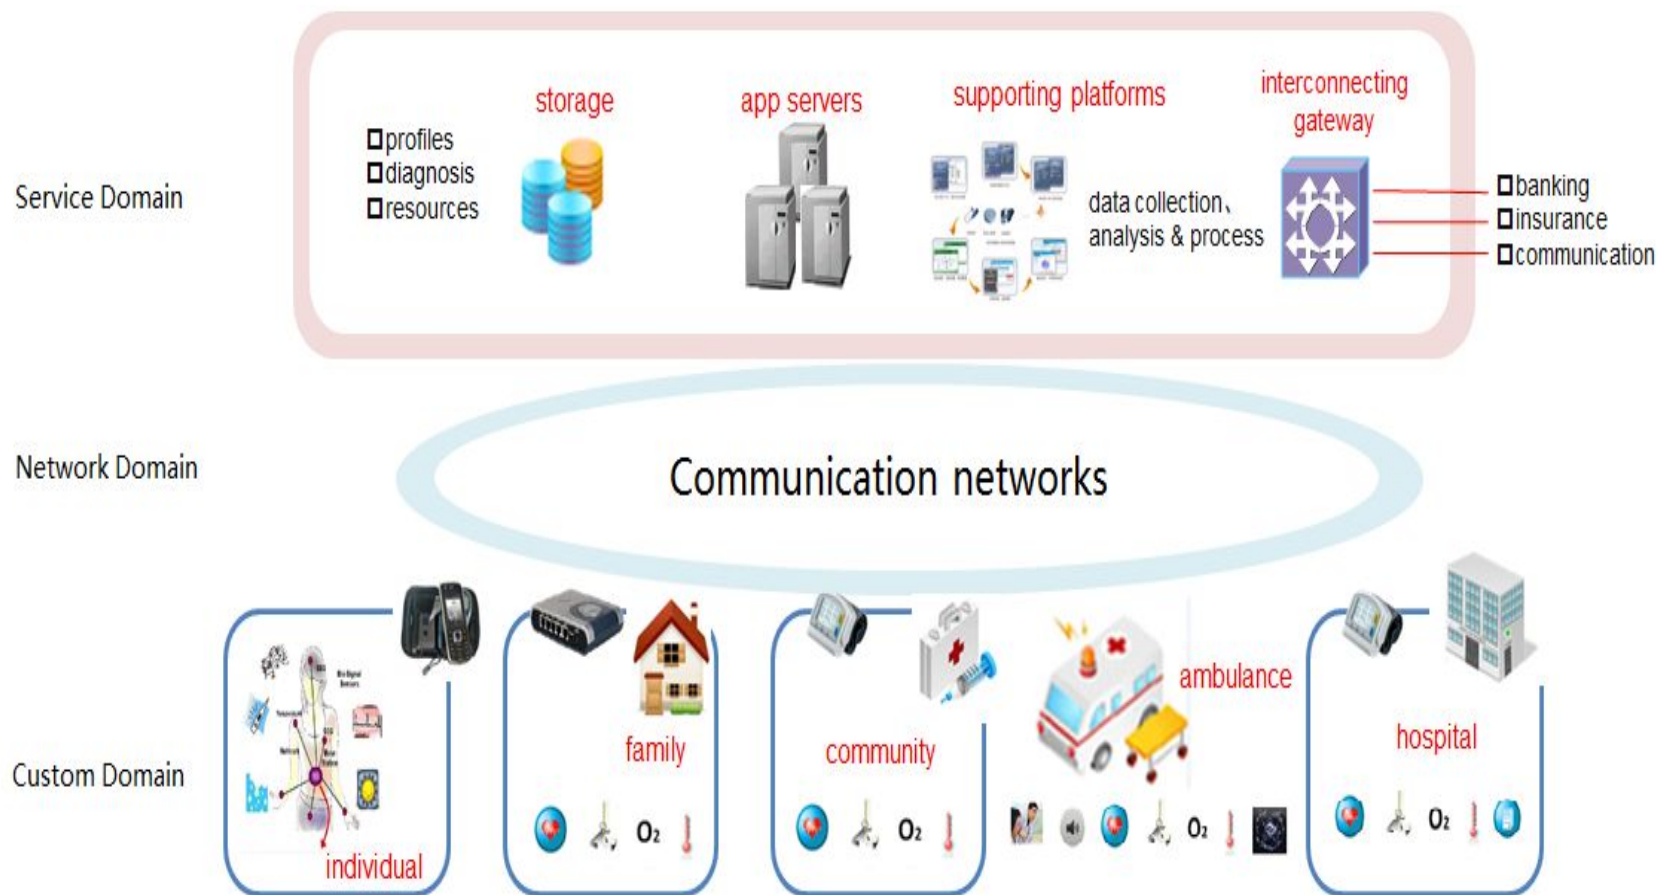 interconnecting
gateway
storage
app servers
supporting platforms
profiles
diagnosis
resources
Service Domain
data collection、
analysis & process
banking
insurance
communication
Network Domain
Communication networks
Custom Domain
individual
family
O₂
community
O₂
ambulance
O₂
hospital
O₂